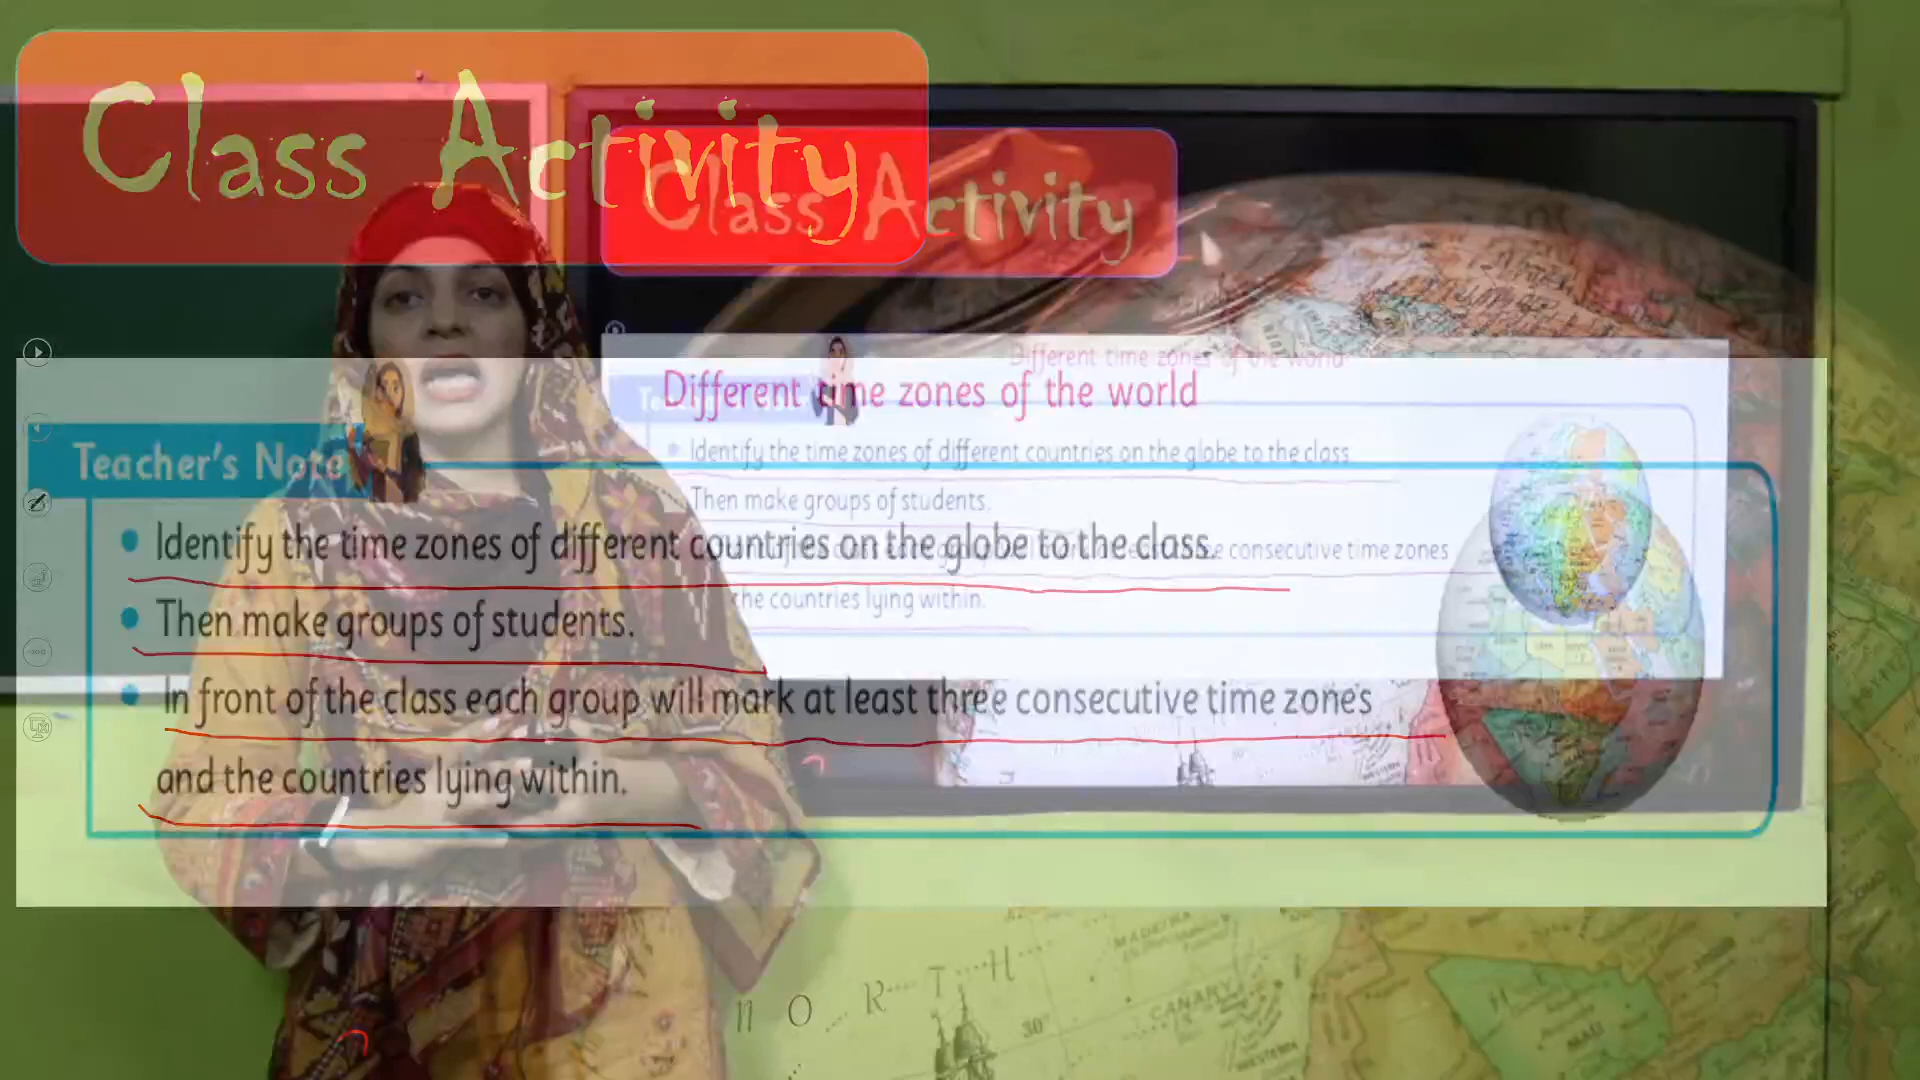 Class Activity
Class Activity
Different time zones of the world
Different time zones of the world
Teacher's Note
Identify the time zones of different countries on the globe to the class
Then make groups of students.
consecutive time zones
the countries lying within.
• Identify the time zones of different countries on the globe to the class.
• Then make groups of students.
• In front of the class each group will mark at least three consecutive time zones
and the countries lying within.
MADEIRA
N O R T H
CANARY
30°